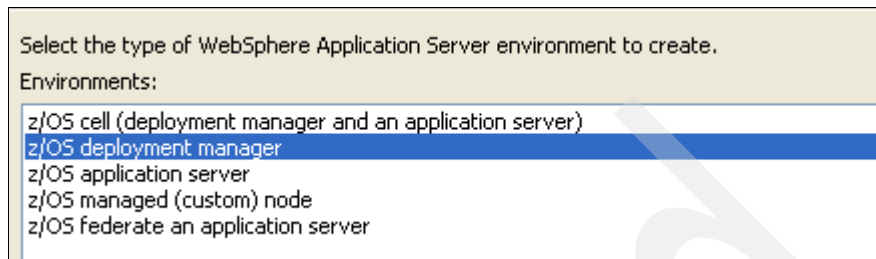 Select the type of WebSphere Application Server environment to create.
Environments:
z/OS cell (deployment manager and an application server)
z/OS deployment manager
z/OS application server
z/OS managed (custom) node
z/OS federate an application server